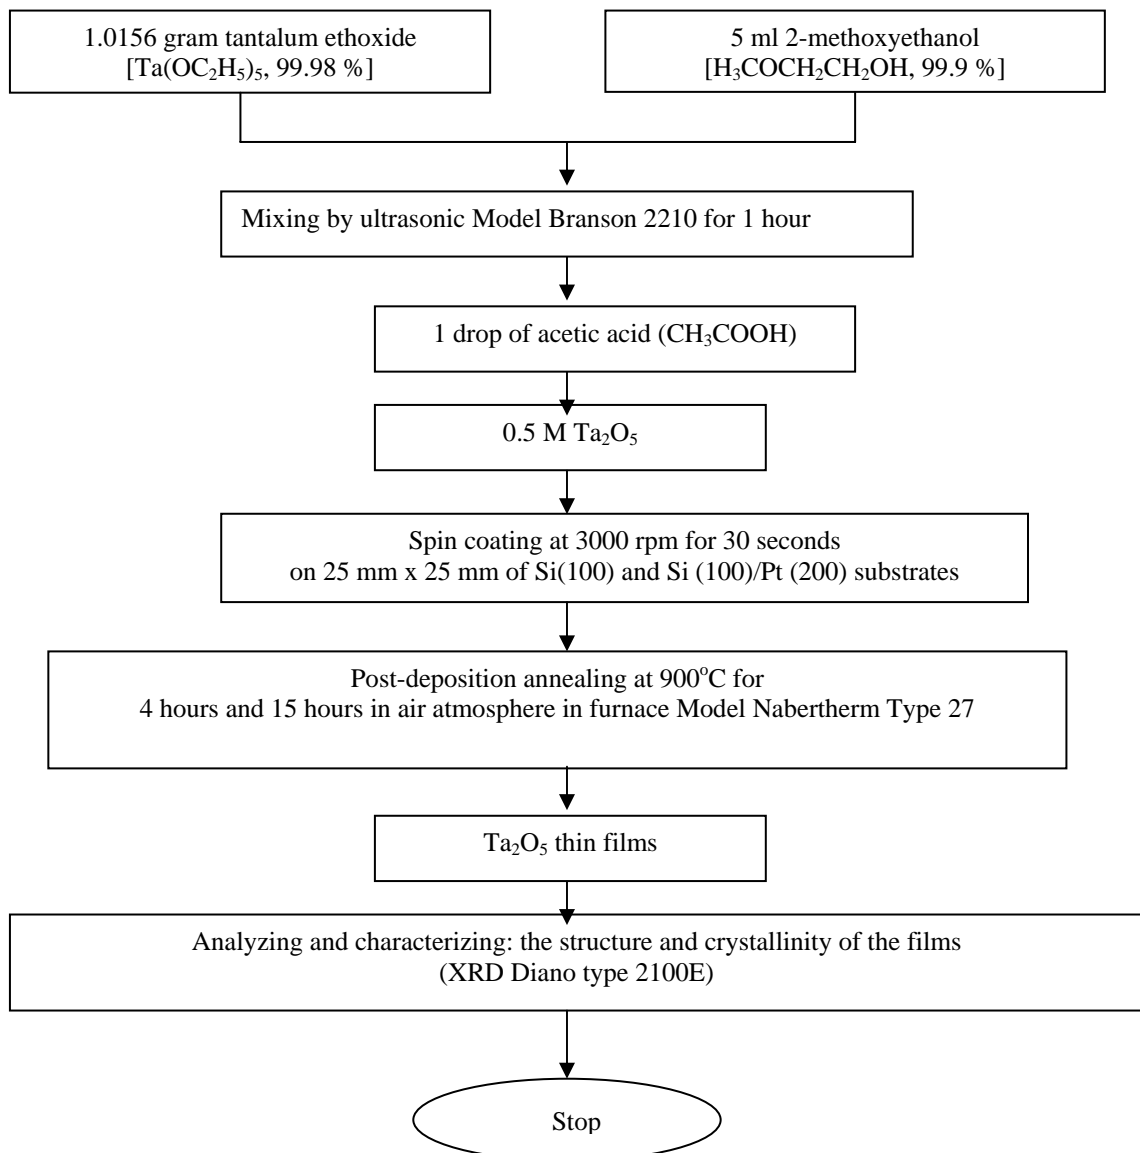 1.0156 gram tantalum ethoxide
[Ta(OC₂H₅)₅, 99.98 %]
5 ml 2-methoxyethanol
[H₃COCH₂CH₂OH, 99.9 %]
Mixing by ultrasonic Model Branson 2210 for 1 hour
1 drop of acetic acid (CH₃COOH)
0.5 M Ta₂O₅
Spin coating at 3000 rpm for 30 seconds
on 25 mm x 25 mm of Si(100) and Si (100)/Pt (200) substrates
Post-deposition annealing at 900°C for
4 hours and 15 hours in air atmosphere in furnace Model Nabertherm Type 27
Ta₂O₅ thin films
Analyzing and characterizing: the structure and crystallinity of the films
(XRD Diano type 2100E)
Stop